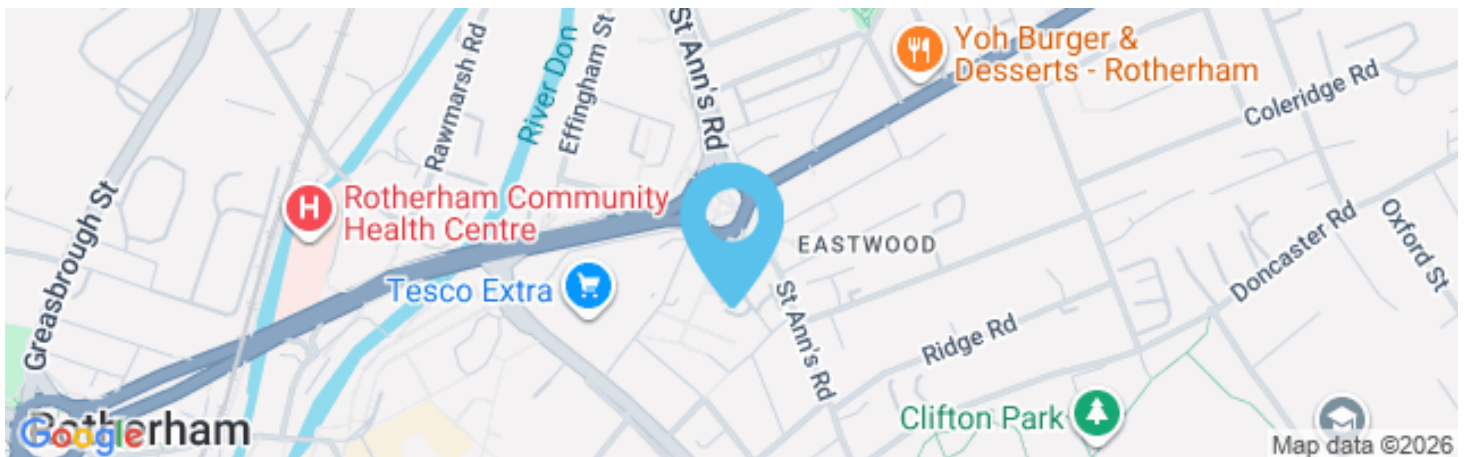 St Ann's Rd
Yoh Burger &
Desserts - Rotherham
Rawmarsh Rd
River Don
Effingham St
Coleridge Rd
Greasbrough St
H
Rotherham Community
Health Centre
EASTWOOD
Doncaster Rd
Oxford St
Tesco Extra
St Ann's Rd
Ridge Rd
Clifton Park
Rotherham
Google
Map data ©2026